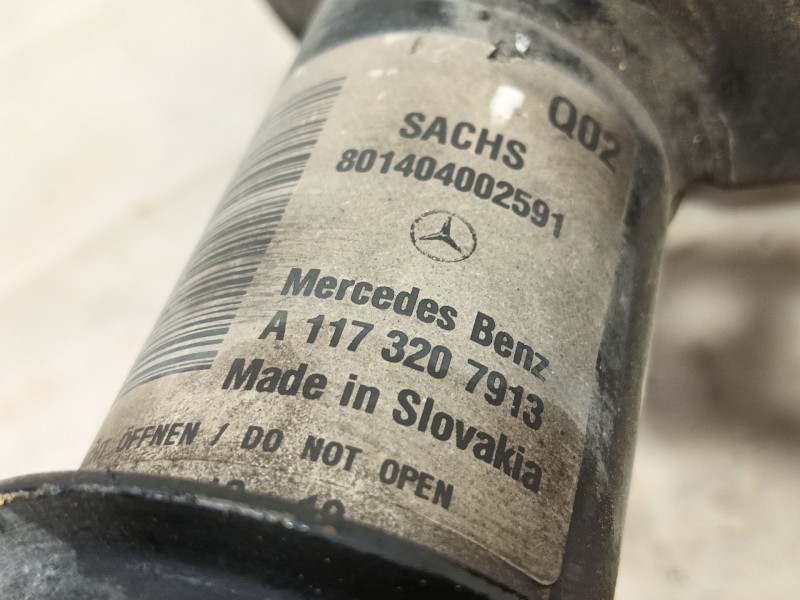 Q02
SACHS
801404002591
Mercedes Benz
A 117 320 7913
Made in Slovakia
ÖFFNEN / DO NOT OPEN